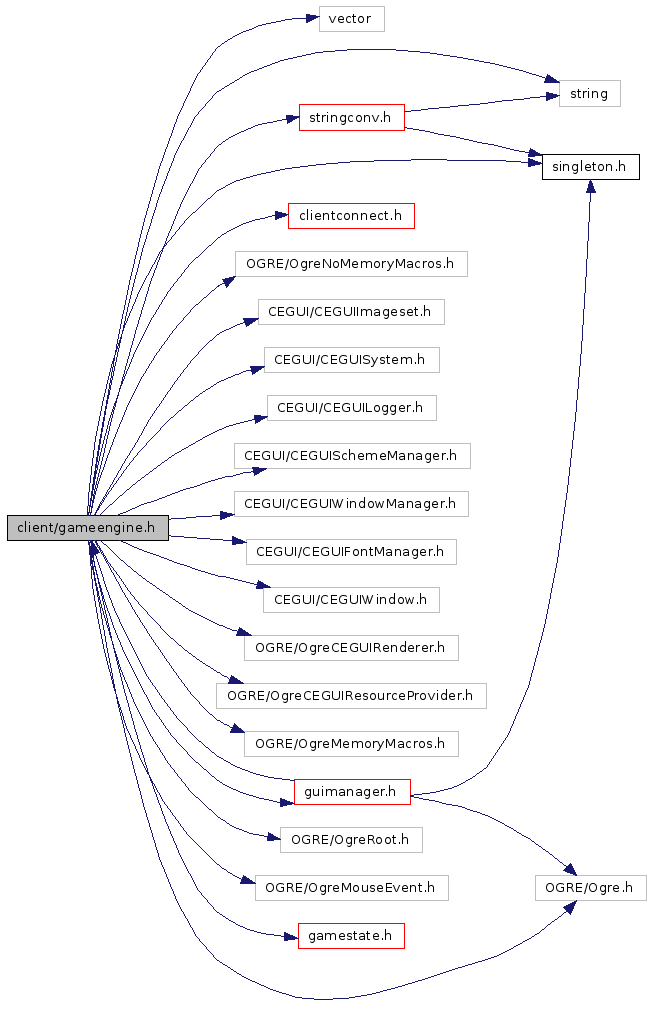 vector
string
stringconv.h
singleton.h
clientconnect.h
OGRE/OgreNoMemoryMacros.h
CEGUI/CEGUIImageset.h
CEGUI/CEGUISystem.h
CEGUI/CEGUILogger.h
CEGUI/CEGUISchemeManager.h
CEGUI/CEGUIWindowManager.h
client/gameengine.h
CEGUI/CEGUIFontManager.h
CEGUI/CEGUIWindow.h
OGRE/OgreCEGUIRenderer.h
OGRE/OgreCEGUIResourceProvider.h
OGRE/OgreMemoryMacros.h
guimanager.h
OGRE/OgreRoot.h
OGRE/OgreMouseEvent.h
OGRE/Ogre.h
gamestate.h